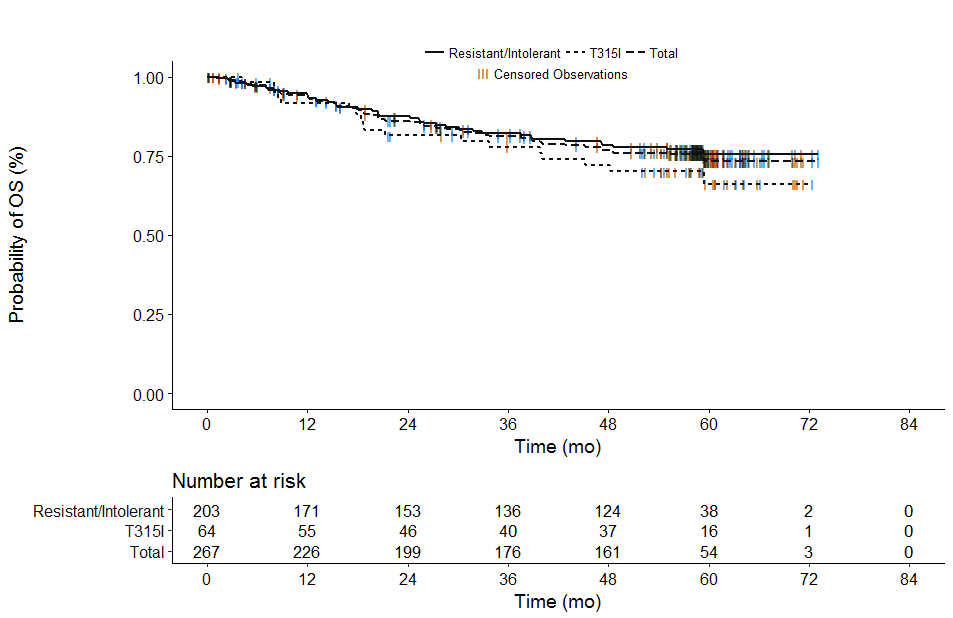 Resistant/Intolerant T315I Total
Censored Observations
Probability of OS (%)
1.00
0.75
0.50
0.25
0.00
0 12 24 36 48 60 72 84
Time (mo)
Number at risk
Resistant/Intolerant 203 171 153 136 124 38 2 0
T315I 64 55 46 40 37 16 1 0
Total 267 226 199 176 161 54 3 0
0 12 24 36 48 60 72 84
Time (mo)